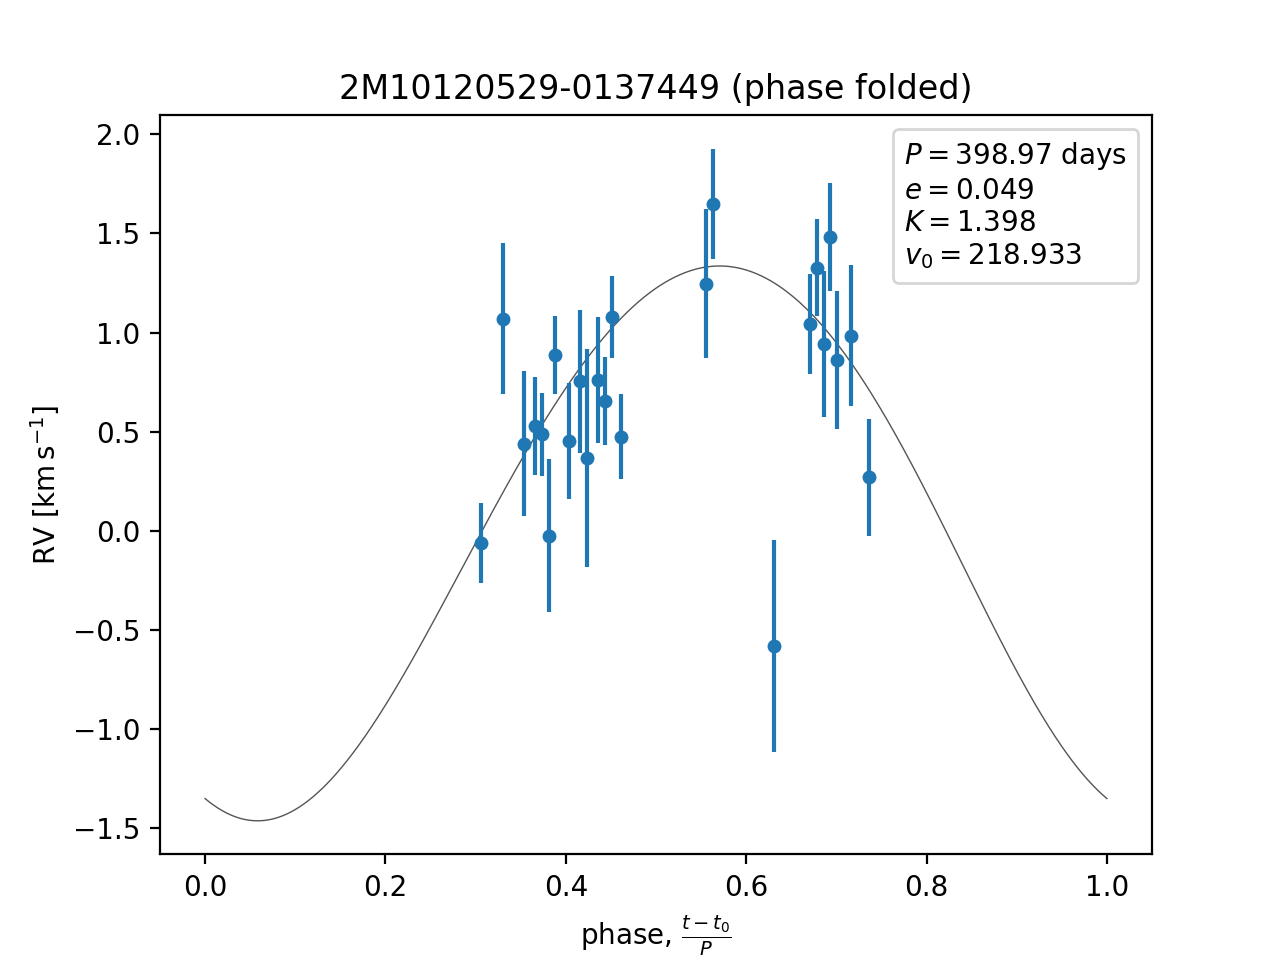 2M10120529-0137449 (phase folded)
P = 398.97 days
e = 0.049
K = 1.398
v₀ = 218.933
2.0
1.5
1.0
0.5
0.0
−0.5
−1.0
−1.5
RV [km s⁻¹]
0.0 0.2 0.4 0.6 0.8 1.0
phase, (t − t₀)/P